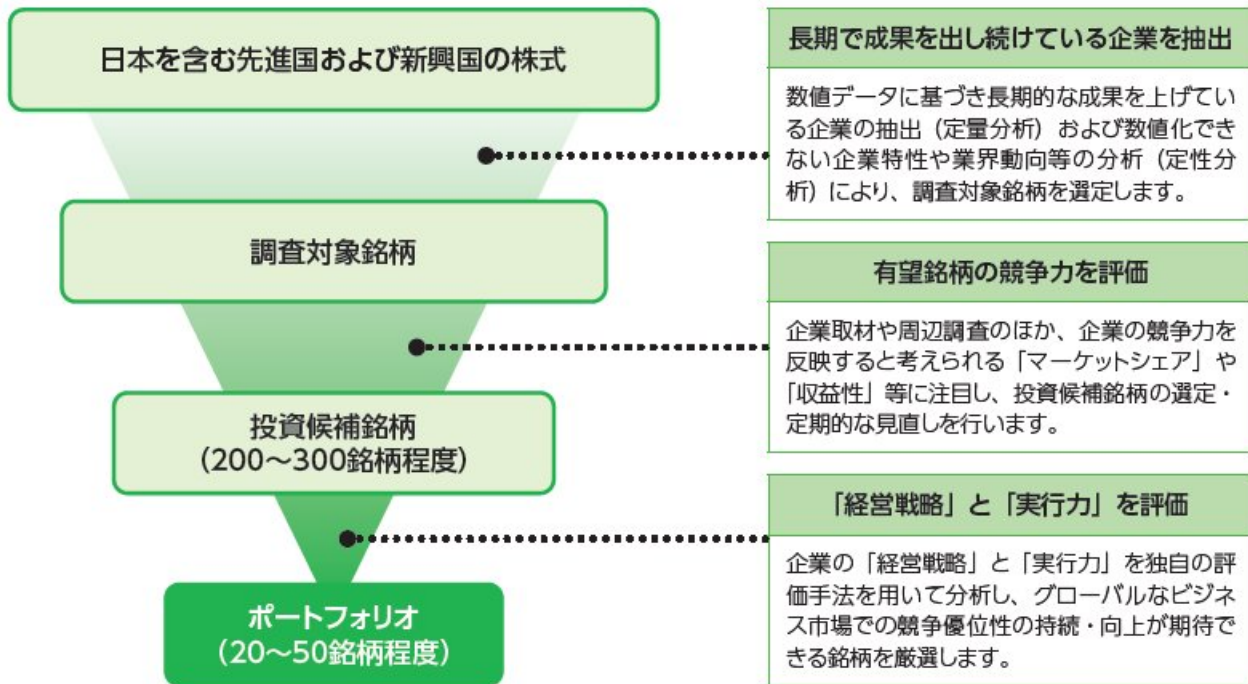 日本を含む先進国および新興国の株式
長期で成果を出し続けている企業を抽出
数値データに基づき長期的な成果を上げてい
る企業の抽出（定量分析）および数値化でき
ない企業特性や業界動向等の分析（定性分
析）により、調査対象銘柄を選定します。
調査対象銘柄
有望銘柄の競争力を評価
企業取材や周辺調査のほか、企業の競争力を
反映すると考えられる「マーケットシェア」や
「収益性」等に注目し、投資候補銘柄の選定・
定期的な見直しを行います。
投資候補銘柄
（200～300銘柄程度）
「経営戦略」と「実行力」を評価
企業の「経営戦略」と「実行力」を独自の評
価手法を用いて分析し、グローバルなビジネ
ス市場での競争優位性の持続・向上が期待で
きる銘柄を厳選します。
ポートフォリオ
（20～50銘柄程度）